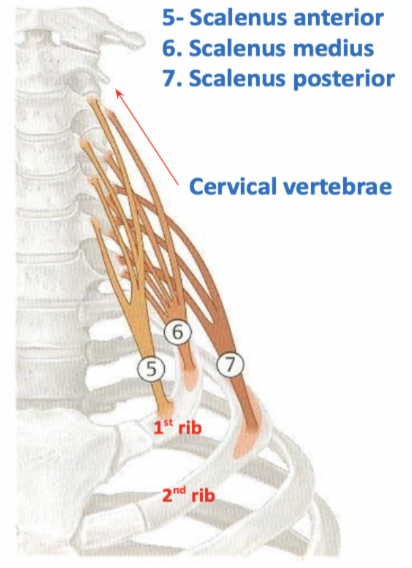 5- Scalenus anterior
6. Scalenus medius
7. Scalenus posterior
Cervical vertebrae
6
5
7
1st rib
2nd rib